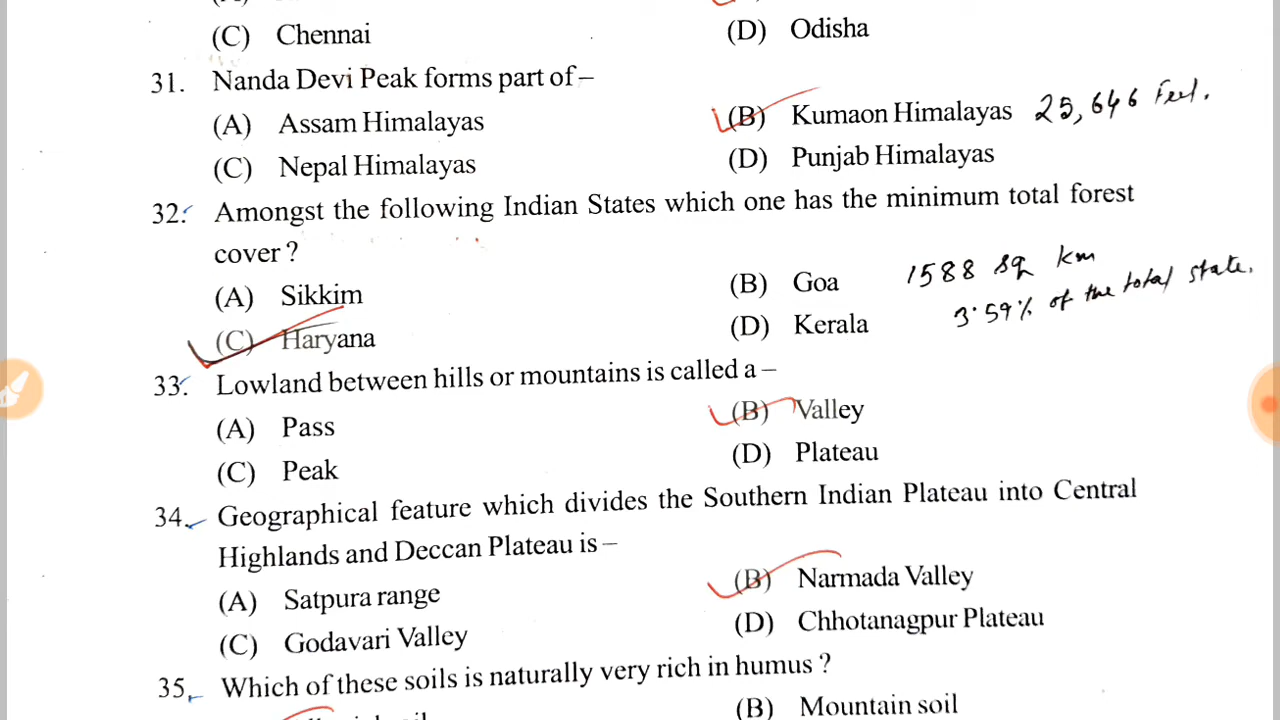 (C) Chennai (D) Odisha
31. Nanda Devi Peak forms part of–
(A) Assam Himalayas (B) Kumaon Himalayas 25,646 Feet.
(C) Nepal Himalayas (D) Punjab Himalayas
32. Amongst the following Indian States which one has the minimum total forest
cover ?
(A) Sikkim (B) Goa 1588 sq km
(C) Haryana (D) Kerala 3.59% of the total state.
33. Lowland between hills or mountains is called a –
(A) Pass (B) Valley
(C) Peak (D) Plateau
34. Geographical feature which divides the Southern Indian Plateau into Central
Highlands and Deccan Plateau is –
(A) Satpura range (B) Narmada Valley
(C) Godavari Valley (D) Chhotanagpur Plateau
35. Which of these soils is naturally very rich in humus ?
soil (B) Mountain soil